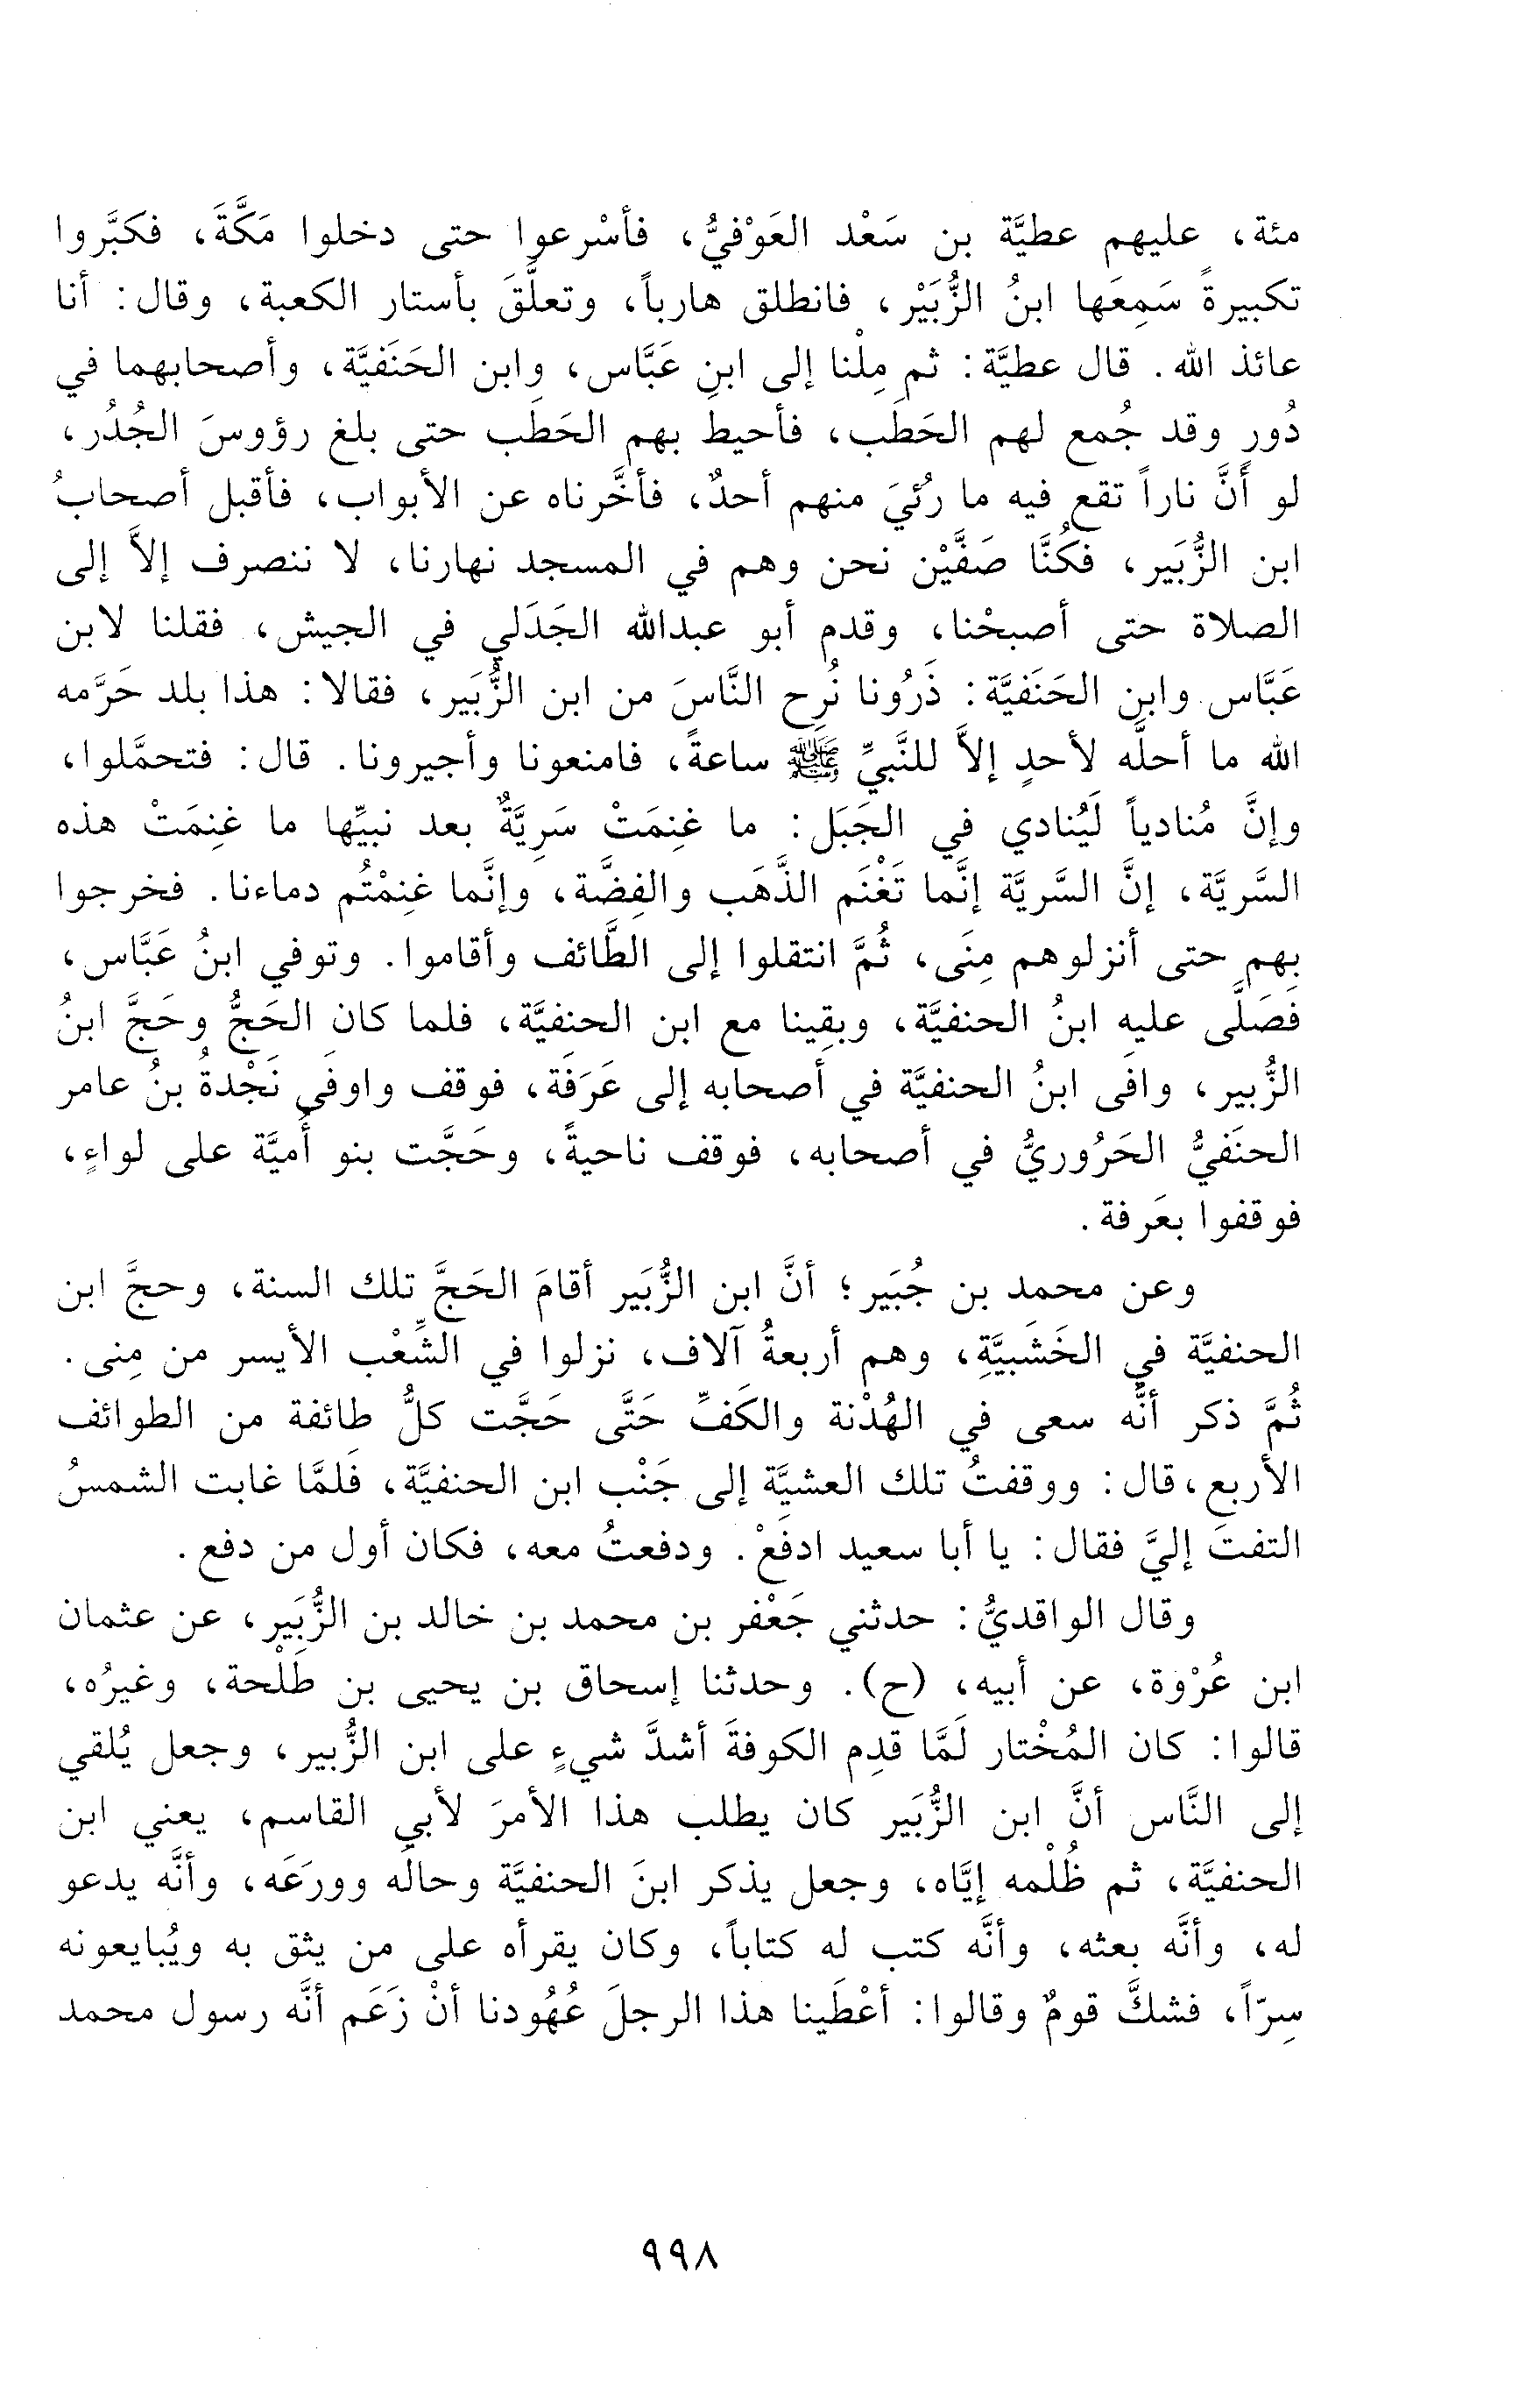 مئة، عليهم عطيَّة بن سَعْد العَوْفيُّ، فأسْرعوا حتى دخلوا مَكَّةَ، فكبَّروا
تكبيرةً سَمِعَها ابنُ الزُّبَيْر، فانطلق هارباً، وتعلَّقَ بأستار الكعبة، وقال: أنا
عائذ الله. قال عطيَّة: ثم مِلْنا إلى ابنِ عَبَّاس، وابن الحَنَفيَّة، وأصحابهما في
دُورٍ وقد جُمع لهم الحَطَب، فأحيط بهم الحَطَب حتى بلغ رؤوسَ الجُدُر،
لو أَنَّ ناراً تقع فيه ما رُئيَ منهم أحدٌ، فأخَّرناه عن الأبواب، فأقبل أصحابُ
ابن الزُّبَير، فكُنَّا صَفَّيْن نحن وهم في المسجد نهارنا، لا ننصرف إلاَّ إلى
الصلاة حتى أصبحْنا، وقدم أبو عبدالله الجَدَلي في الجيش، فقلنا لابن
عَبَّاس وابن الحَنَفيَّة: ذَرُونا نُرِح النَّاسَ من ابن الزُّبَير، فقالا: هذا بلد حَرَّمه
الله ما أحلَّه لأحدٍ إلاَّ للنَّبيِّ ﷺ ساعةً، فامنعونا وأجيرونا. قال: فتحمَّلوا،
وإنَّ مُنادياً لَيُنادي في الجَبَل: ما غنِمَتْ سَرِيَّةٌ بعد نبيِّها ما غنِمَتْ هذه
السَّريَّة، إنَّ السَّريَّة إنَّما تَغْنَم الذَّهَب والفِضَّة، وإنَّما غنِمْتُم دماءنا. فخرجوا
بهم حتى أنزلوهم مِنَى، ثُمَّ انتقلوا إلى الطَّائف وأقاموا. وتوفي ابنُ عَبَّاس،
فَصَلَّى عليه ابنُ الحنفيَّة، وبقِينا مع ابن الحنفيَّة، فلما كان الحَجُّ وحَجَّ ابنُ
الزُّبير، وافَى ابنُ الحنفيَّة في أصحابه إلى عَرَفَة، فوقف واوفَى نَجْدةُ بنُ عامر
الحنَفيُّ الحَرُوريُّ في أصحابه، فوقف ناحيةً، وحَجَّت بنو أُميَّة على لواءٍ،
فوقفوا بعَرفة.
وعن محمد بن جُبَير؛ أنَّ ابن الزُّبَير أقامَ الحَجَّ تلك السنة، وحجَّ ابن
الحنفيَّة في الخَشَبيَّةِ، وهم أربعةُ آلاف، نزلوا في الشِّعْب الأيسر من مِنى.
ثُمَّ ذكر أنَّه سعى في الهُدْنة والكَفِّ حَتَّى حَجَّت كلُّ طائفة من الطوائف
الأربع، قال: ووقفتُ تلك العشيَّة إلى جَنْب ابن الحنفيَّة، فَلمَّا غابت الشمسُ
التفتَ إليَّ فقال: يا أبا سعيد ادفَعْ. ودفعتُ معه، فكان أول من دفع.
وقال الواقديُّ: حدثني جَعْفر بن محمد بن خالد بن الزُّبَير، عن عثمان
ابن عُرْوة، عن أبيه، (ح). وحدثنا إسحاق بن يحيى بن طَلْحة، وغيرُه،
قالوا: كان المُخْتار لَمَّا قدِم الكوفةَ أشدَّ شيءٍ على ابن الزُّبير، وجعل يُلقي
إلى النَّاس أنَّ ابن الزُّبَير كان يطلب هذا الأمرَ لأبي القاسم، يعني ابن
الحنفيَّة، ثم ظُلْمه إيَّاه، وجعل يذكر ابنَ الحنفيَّة وحالَه وورَعَه، وأنَّه يدعو
له، وأنَّه بعثه، وأنَّه كتب له كتاباً، وكان يقرأه على من يثق به ويُبايعونه
سِرّاً، فشكَّ قومٌ وقالوا: أعْطَينا هذا الرجلَ عُهُودنا أنْ زَعَم أنَّه رسول محمد
٩٩٨